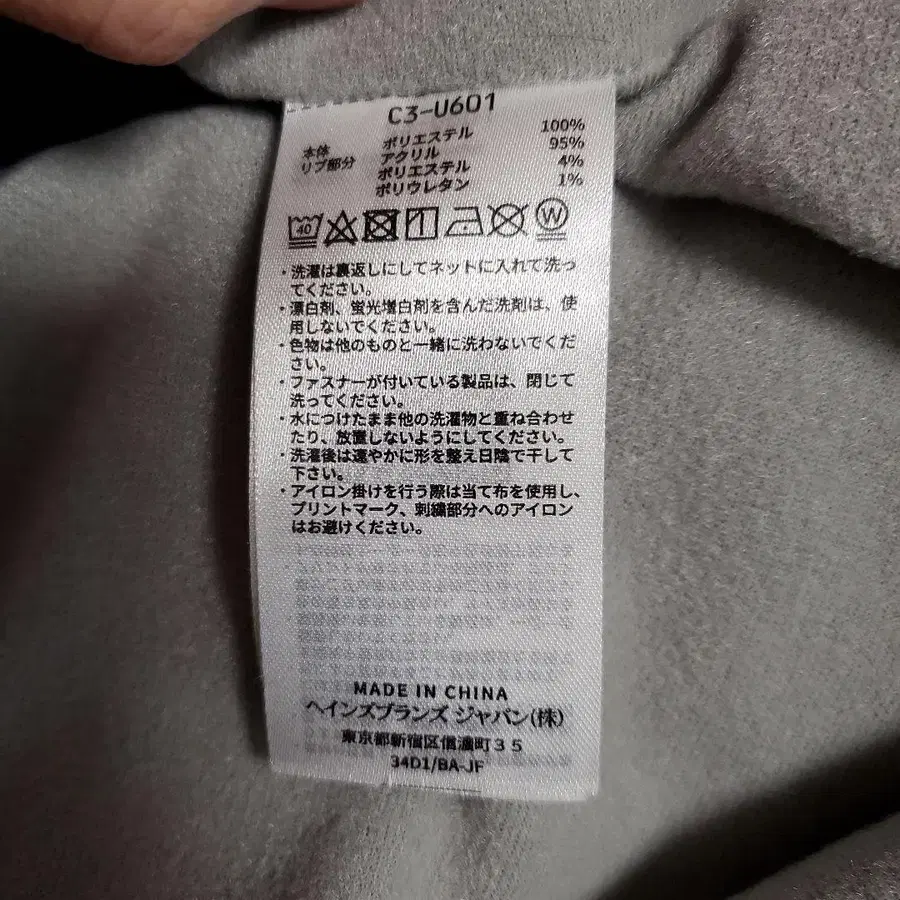 C3-U601
本体 ポリエステル 100%
リブ部分 アクリル 95%
ポリエステル 4%
ポリウレタン 1%
40 W
・洗濯は裏返しにしてネットに入れて洗っ
てください。
・漂白剤、蛍光増白剤を含んだ洗剤は、使
用しないでください。
・色物は他のものと一緒に洗わないでくだ
さい。
・ファスナーが付いている製品は、閉じて
洗ってください。
・水につけたまま他の洗濯物と重ね合わせ
たり、放置しないようにしてください。
・洗濯後は速やかに形を整え日陰で干して
下さい。
・アイロン掛けを行う際は当て布を使用し、
プリントマーク、刺繍部分へのアイロン
はお避けください。
MADE IN CHINA
ヘインズブランズ ジャパン(株)
東京都新宿区信濃町35
34D1/BA-JF